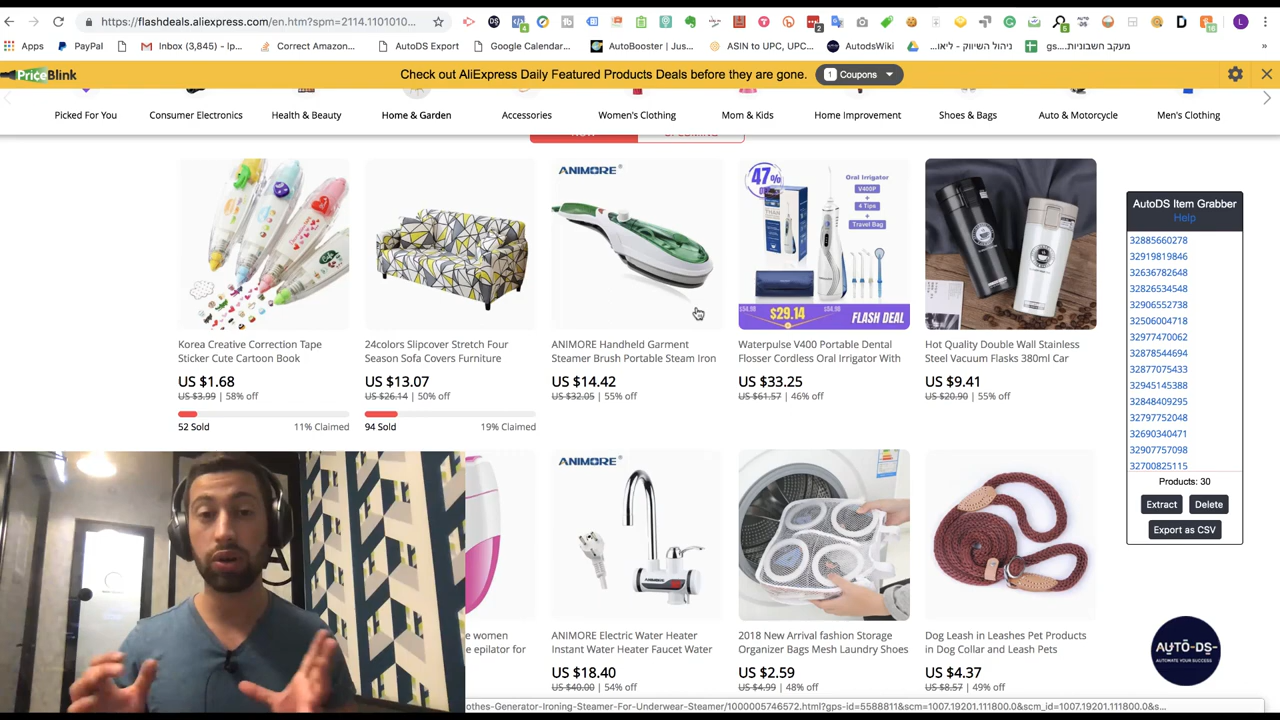 https://flashdeals.aliexpress.com/en.htm?spm=2114.1101010...
Apps
PayPal
Inbox (3,845) - lp...
Correct Amazon...
AutoDS Export
Google Calendar...
AutoBooster | Jus...
ASIN to UPC, UPC...
AutodsWiki
ניהול השיווק - ליאו...
מעקב חשבוניות....gs
PriceBlink
Check out AliExpress Daily Featured Products Deals before they are gone.
1 Coupons
Picked For You
Consumer Electronics
Health & Beauty
Home & Garden
Accessories
Women's Clothing
Mom & Kids
Home Improvement
Shoes & Bags
Auto & Motorcycle
Men's Clothing
ANIMORE
47%
Oral Irrigator
V400P
+
4 Tips
+
Travel Bag
$29.14
FLASH DEAL
Korea Creative Correction Tape
Sticker Cute Cartoon Book
US $1.68
US $3.99 | 58% off
52 Sold
11% Claimed
24colors Slipcover Stretch Four
Season Sofa Covers Furniture
US $13.07
US $26.14 | 50% off
94 Sold
19% Claimed
ANIMORE Handheld Garment
Steamer Brush Portable Steam Iron
US $14.42
US $32.05 | 55% off
Waterpulse V400 Portable Dental
Flosser Cordless Oral Irrigator With
US $33.25
US $61.57 | 46% off
Hot Quality Double Wall Stainless
Steel Vacuum Flasks 380ml Car
US $9.41
US $20.90 | 55% off
AutoDS Item Grabber
Help
32885660278
32919819846
32636782648
32826534548
32906552738
32506004718
32977470062
32878544694
32877075433
32945145388
32848409295
32797752048
32690340471
32907757098
32700825115
Products: 30
Extract
Delete
Export as CSV
ANIMORE
e women
e epilator for
ANIMORE Electric Water Heater
Instant Water Heater Faucet Water
US $18.40
US $40.00 | 54% off
2018 New Arrival fashion Storage
Organizer Bags Mesh Laundry Shoes
US $2.59
US $4.99 | 48% off
Dog Leash in Leashes Pet Products
in Dog Collar and Leash Pets
US $4.37
US $8.57 | 49% off
AUTO-DS-
AUTOMATE YOUR SUCCESS
othes-Generator-Ironing-Steamer-For-Underwear-Steamer/1000005746572.html?gps-id=5588811&scm=1007.19201.111800.0&scm_id=1007.19201.111800.0&s...